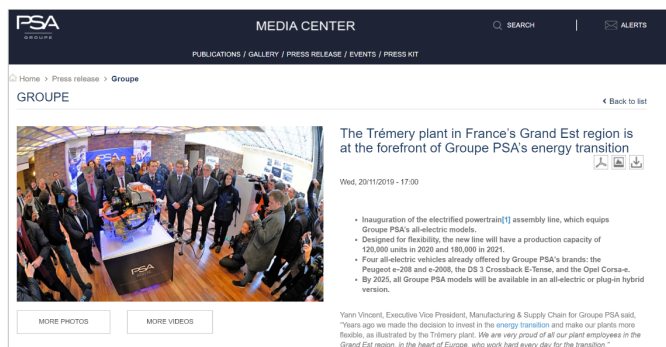 PSA
GROUPE
MEDIA CENTER
SEARCH
ALERTS
PUBLICATIONS / GALLERY / PRESS RELEASE / EVENTS / PRESS KIT
Home > Press release > Groupe
GROUPE
Back to list
The Trémery plant in France's Grand Est region is
at the forefront of Groupe PSA's energy transition
Wed, 20/11/2019 - 17:00
• Inauguration of the electrified powertrain[1] assembly line, which equips
Groupe PSA's all-electric models.
• Designed for flexibility, the new line will have a production capacity of
120,000 units in 2020 and 180,000 in 2021.
• Four all-electric vehicles already offered by Groupe PSA's brands: the
Peugeot e-208 and e-2008, the DS 3 Crossback E-Tense, and the Opel Corsa-e.
• By 2025, all Groupe PSA models will be available in an all-electric or plug-in hybrid
version.
PSA
MORE PHOTOS
MORE VIDEOS
Yann Vincent, Executive Vice President, Manufacturing & Supply Chain for Groupe PSA said,
"Years ago we made the decision to invest in the energy transition and make our plants more
flexible, as illustrated by the Trémery plant. We are very proud of all our plant employees in the
Grand Est region, in the heart of Europe, who work hard every day for the transition."